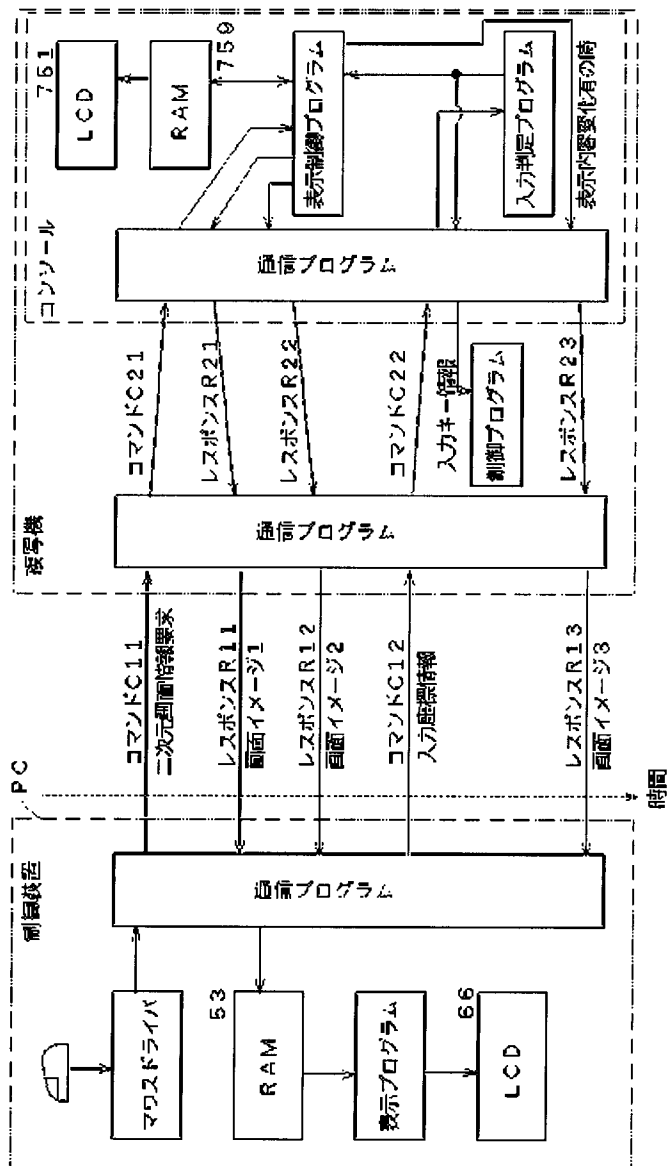 PC
制御装置
マウスドライバ
RAM
53
表示プログラム
LCD
66
通信プログラム
コマンドC11
二次元画面情報要求
レスポンスR11
画面イメージ1
レスポンスR12
画面イメージ2
コマンドC12
入力座標情報
レスポンスR13
画面イメージ3
時間
複写機
通信プログラム
コマンドC21
レスポンスR21
レスポンスR22
コマンドC22
入力キー情報
制御プログラム
レスポンスR23
コンソール
通信プログラム
LCD
761
RAM
759
表示制御プログラム
入力判定プログラム
表示内容変化有の時